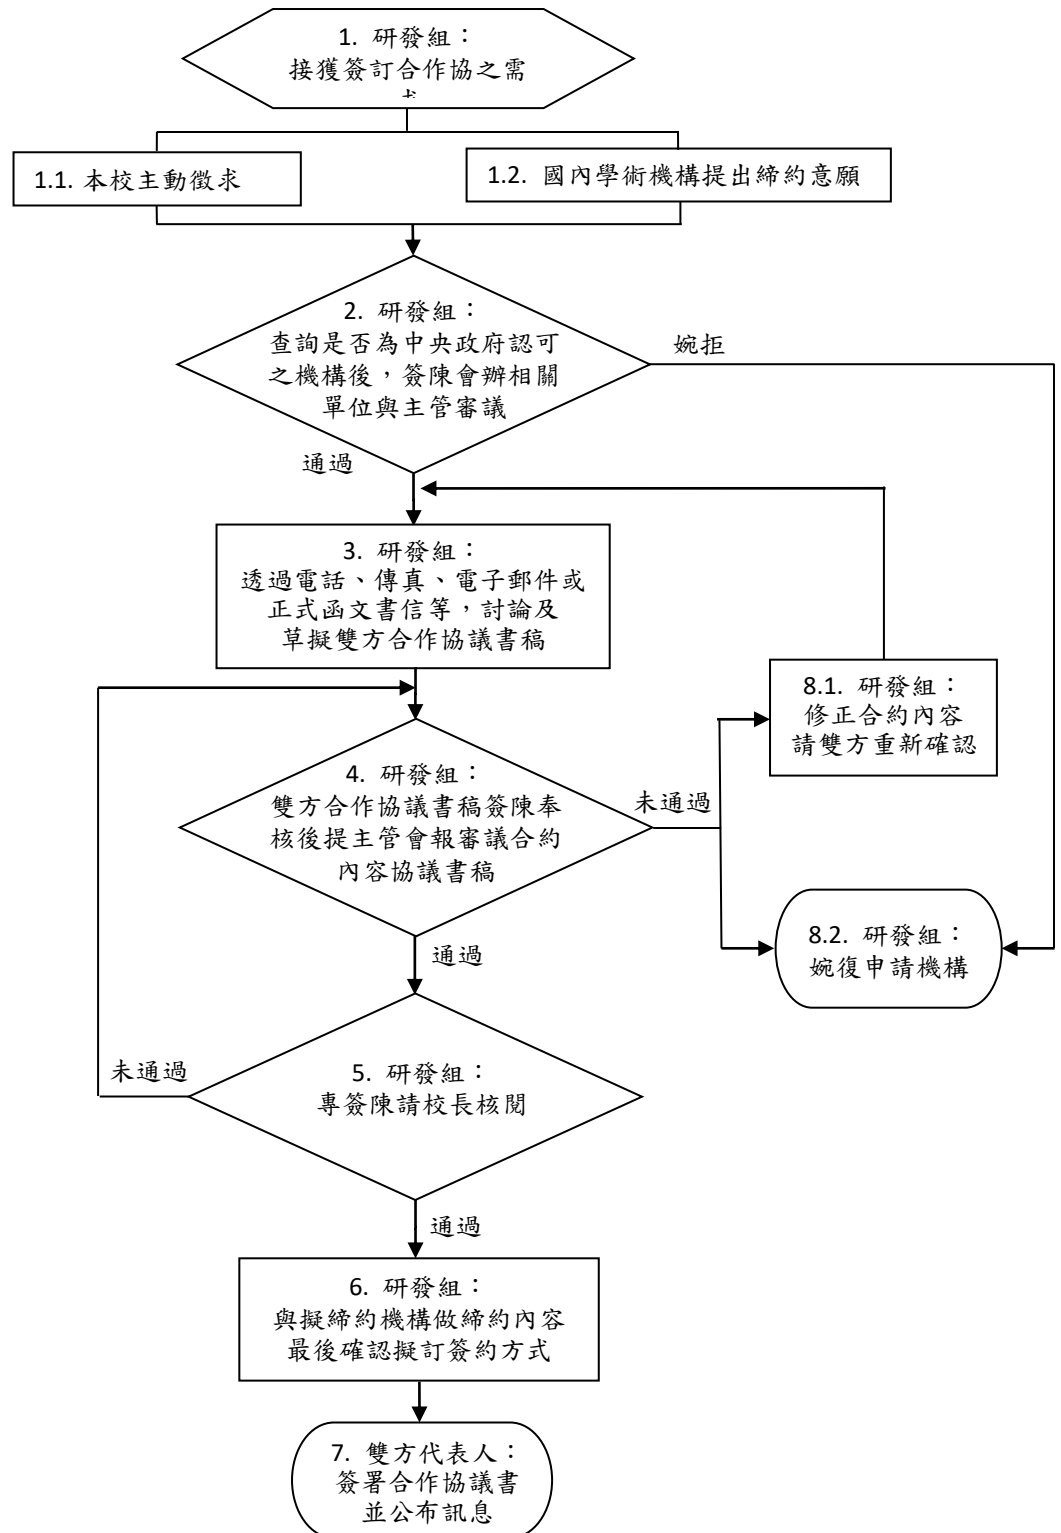 1. 研發組：
接獲簽訂合作協之需
1.1. 本校主動徵求
1.2. 國內學術機構提出締約意願
2. 研發組：
查詢是否為中央政府認可
之機構後，簽陳會辦相關
單位與主管審議
婉拒
通過
3. 研發組：
透過電話、傳真、電子郵件或
正式函文書信等，討論及
草擬雙方合作協議書稿
8.1. 研發組：
修正合約內容
請雙方重新確認
4. 研發組：
雙方合作協議書稿簽陳奉
核後提主管會報審議合約
內容協議書稿
未通過
8.2. 研發組：
婉復申請機構
通過
未通過
5. 研發組：
專簽陳請校長核閱
通過
6. 研發組：
與擬締約機構做締約內容
最後確認擬訂簽約方式
7. 雙方代表人：
簽署合作協議書
並公布訊息